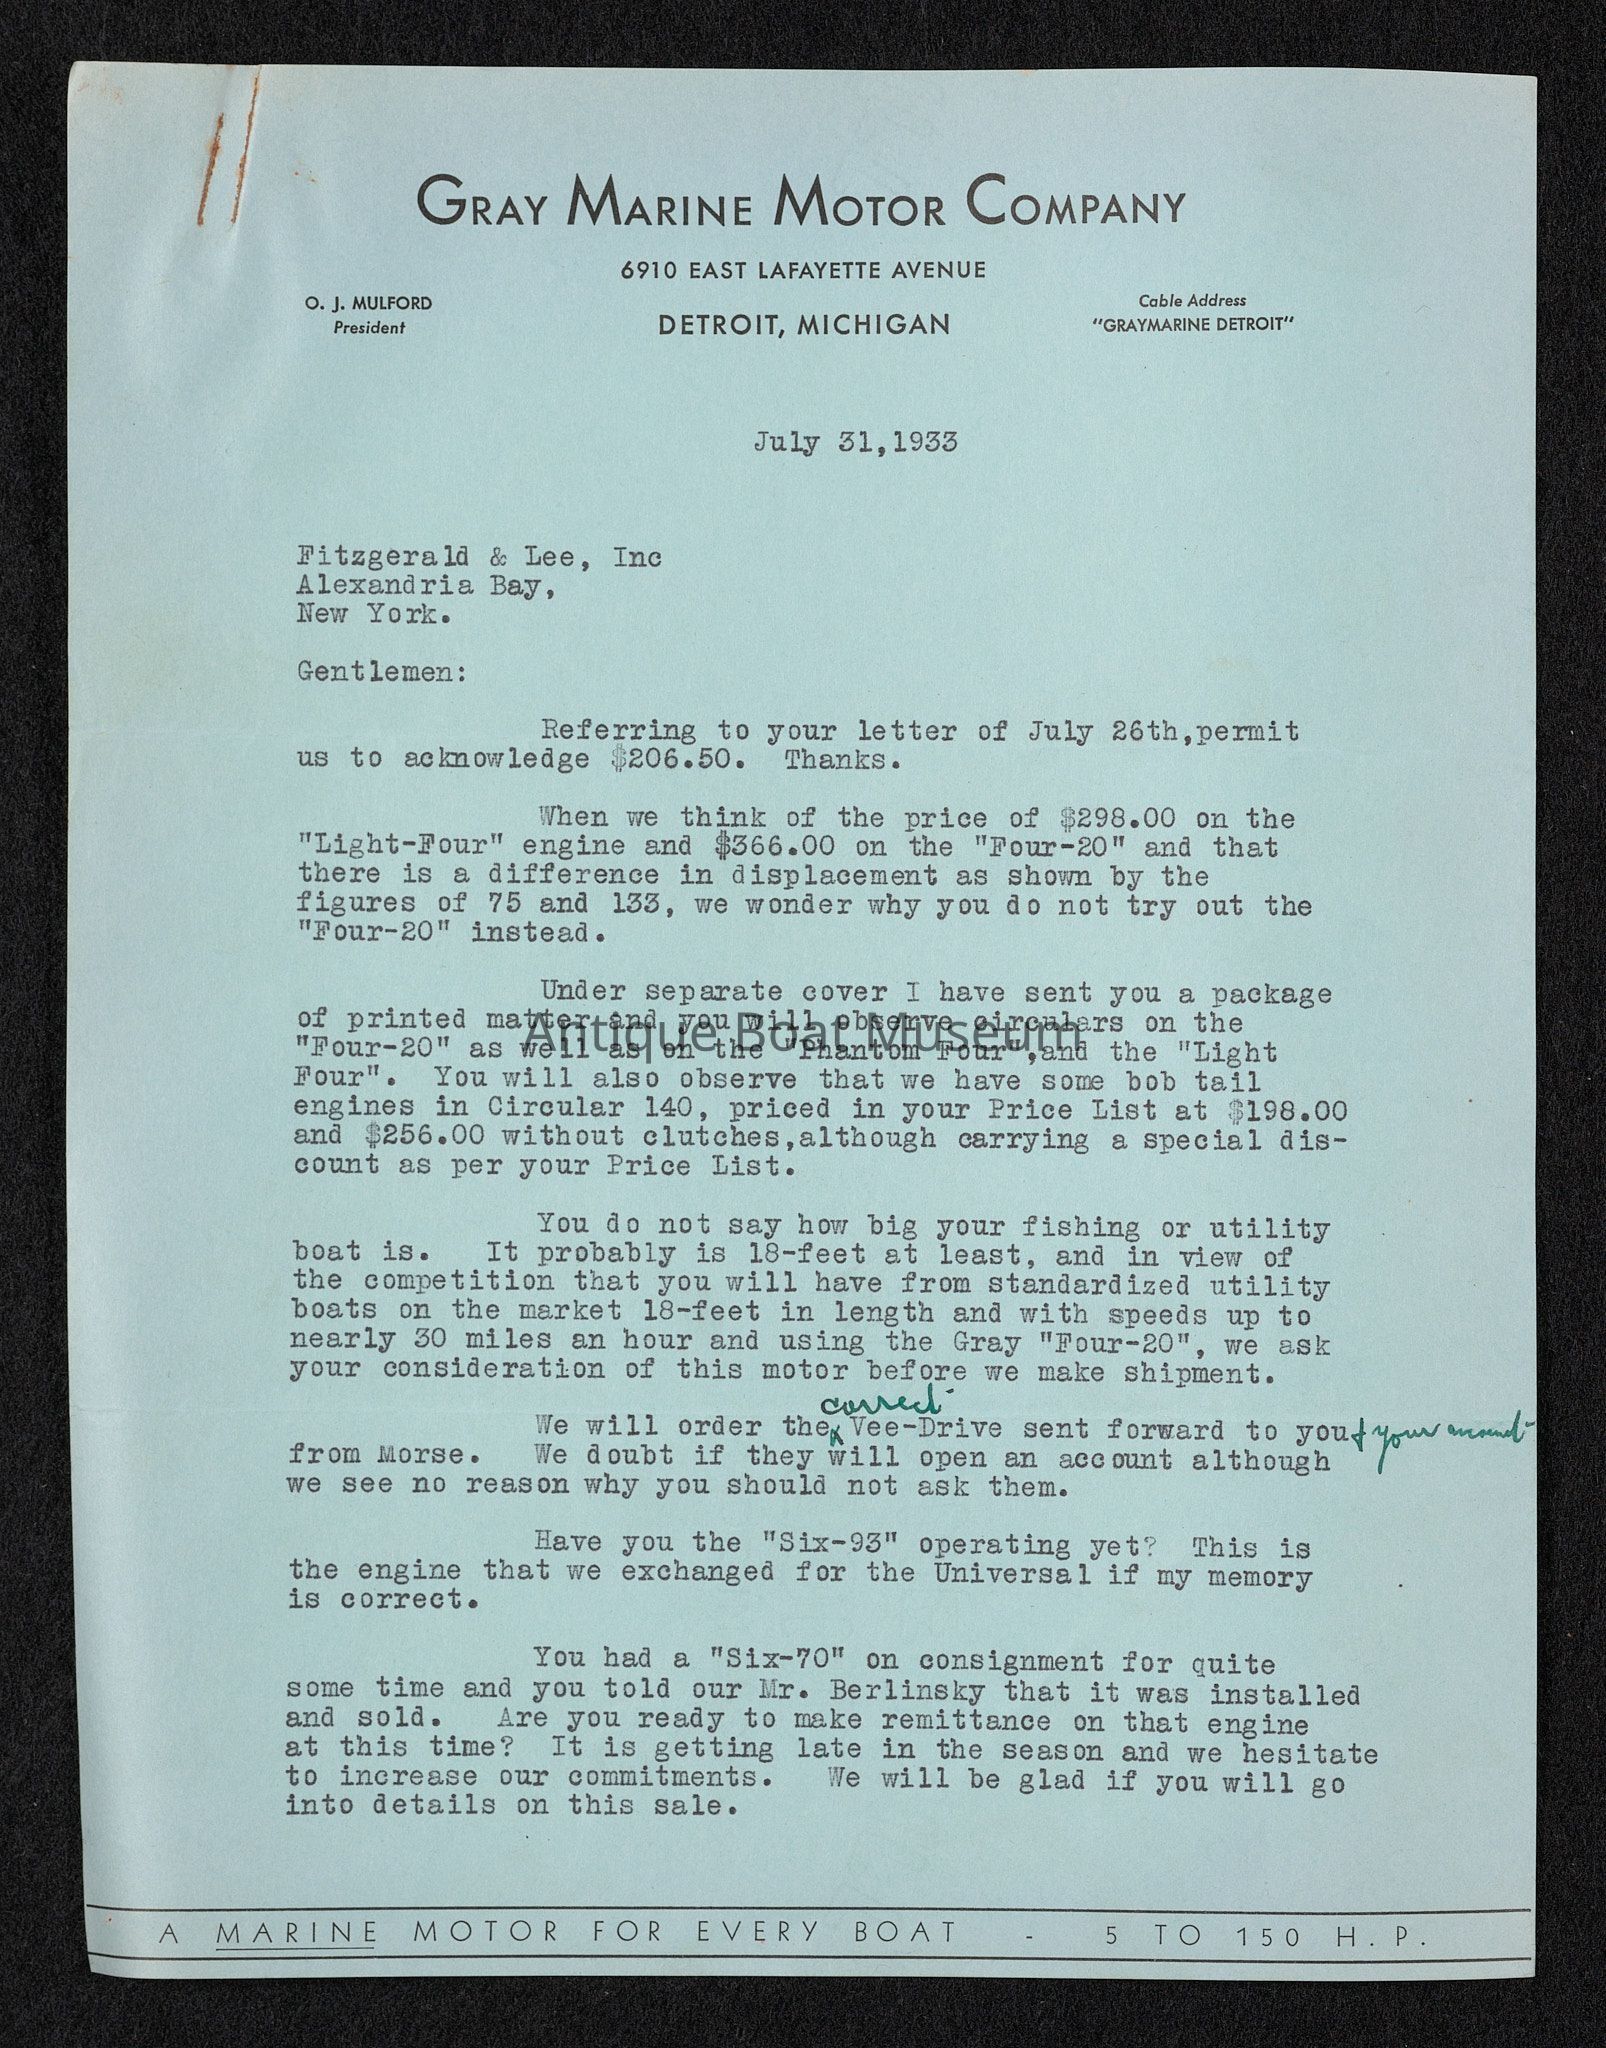 GRAY MARINE MOTOR COMPANY
6910 EAST LAFAYETTE AVENUE
O. J. MULFORD
President
DETROIT, MICHIGAN
Cable Address
"GRAYMARINE DETROIT"
July 31,1933
Fitzgerald & Lee, Inc
Alexandria Bay,
New York.
Gentlemen:
Referring to your letter of July 26th,permit
us to acknowledge $206.50. Thanks.
When we think of the price of $298.00 on the
"Light-Four" engine and $366.00 on the "Four-20" and that
there is a difference in displacement as shown by the
figures of 75 and 133, we wonder why you do not try out the
"Four-20" instead.
Under separate cover I have sent you a package
of printed matter and you will observe circulars on the
Antique Boat Museum
"Four-20" as well as on the "Phantom Four",and the "Light
Four". You will also observe that we have some bob tail
engines in Circular 140, priced in your Price List at $198.00
and $256.00 without clutches,although carrying a special dis-
count as per your Price List.
You do not say how big your fishing or utility
boat is. It probably is 18-feet at least, and in view of
the competition that you will have from standardized utility
boats on the market 18-feet in length and with speeds up to
nearly 30 miles an hour and using the Gray "Four-20", we ask
your consideration of this motor before we make shipment.
correct
We will order the Vee-Drive sent forward to you + your account
from Morse. We doubt if they will open an account although
we see no reason why you should not ask them.
Have you the "Six-93" operating yet? This is
the engine that we exchanged for the Universal if my memory
is correct.
You had a "Six-70" on consignment for quite
some time and you told our Mr. Berlinsky that it was installed
and sold. Are you ready to make remittance on that engine
at this time? It is getting late in the season and we hesitate
to increase our commitments. We will be glad if you will go
into details on this sale.
A MARINE MOTOR FOR EVERY BOAT - 5 TO 150 H.P.